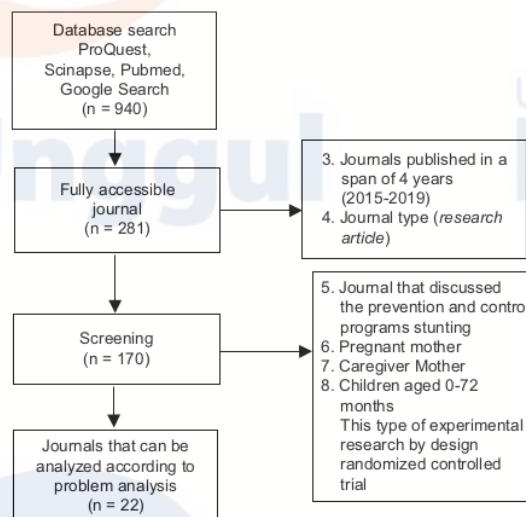 Database search
ProQuest,
Scinapse, Pubmed,
Google Search
(n = 940)
Fully accessible
journal
(n = 281)
3. Journals published in a
span of 4 years
(2015-2019)
4. Journal type (research
article)
Screening
(n = 170)
5. Journal that discussed
the prevention and contro
programs stunting
6. Pregnant mother
7. Caregiver Mother
8. Children aged 0-72
months
This type of experimental
research by design
randomized controlled
trial
Journals that can be
analyzed according to
problem analysis
(n = 22)